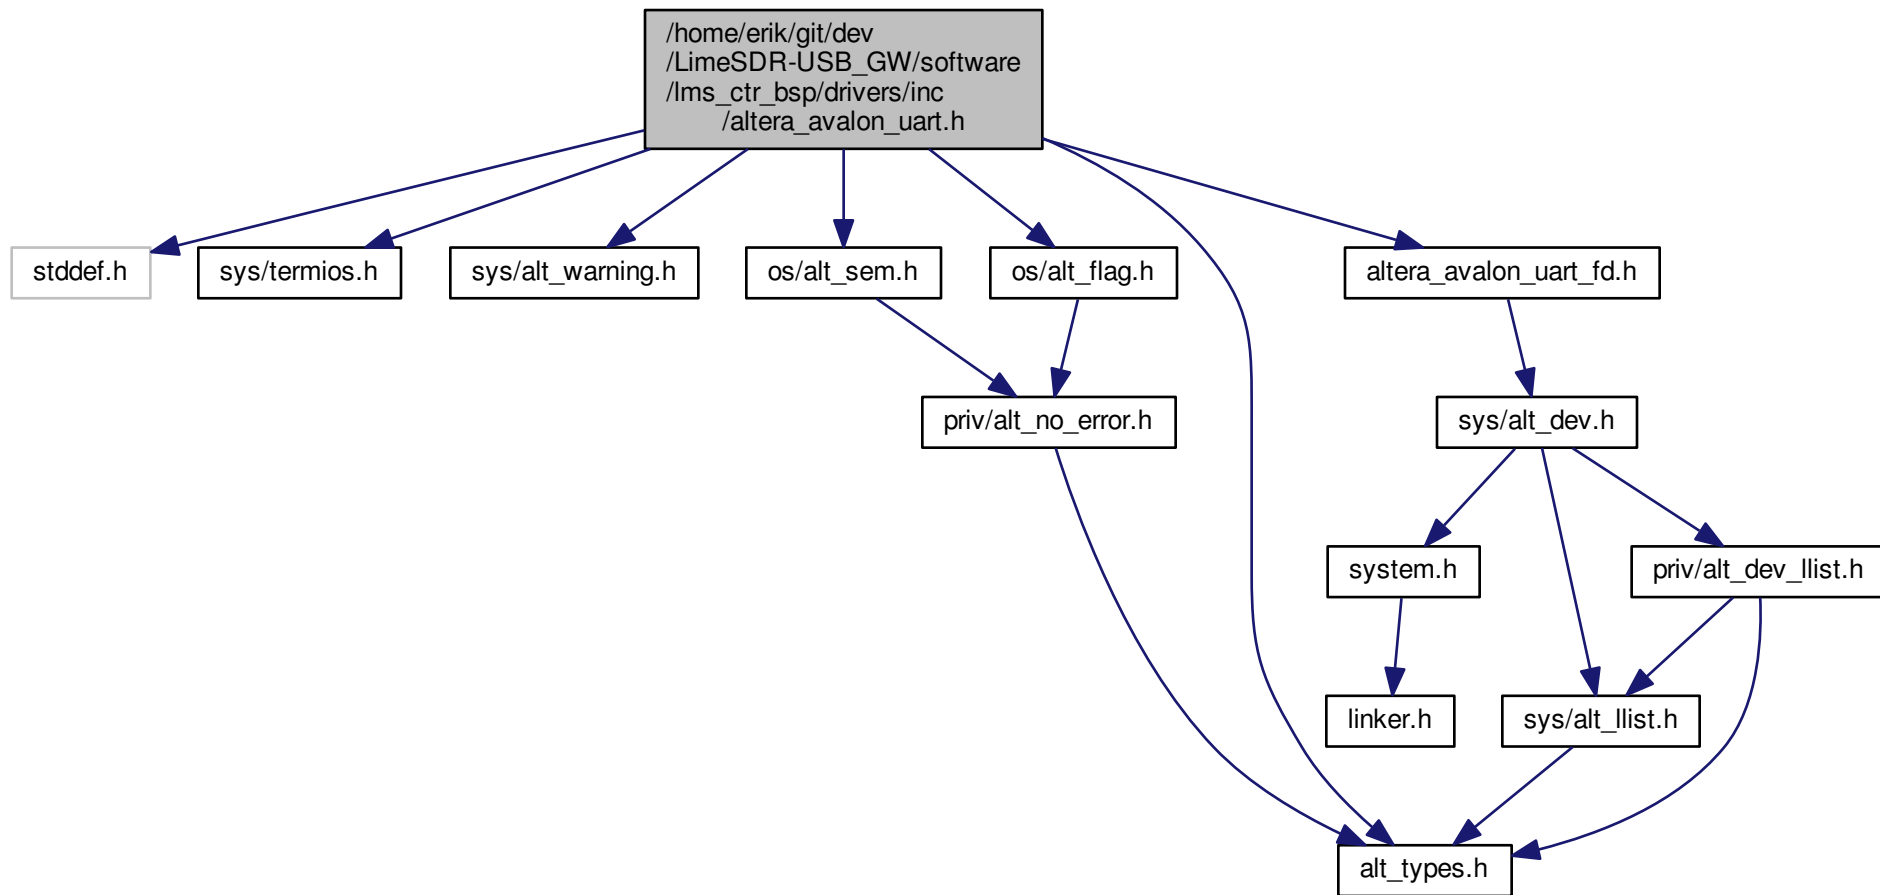 /home/erik/git/dev
/LimeSDR-USB_GW/software
/lms_ctr_bsp/drivers/inc
/altera_avalon_uart.h
stddef.h
sys/termios.h
sys/alt_warning.h
os/alt_sem.h
os/alt_flag.h
altera_avalon_uart_fd.h
priv/alt_no_error.h
sys/alt_dev.h
system.h
priv/alt_dev_llist.h
linker.h
sys/alt_llist.h
alt_types.h